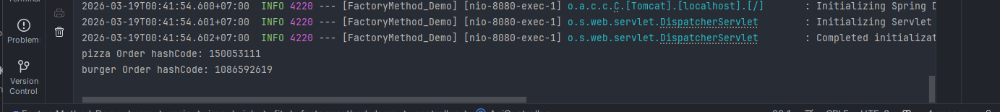 2026-03-19T00:41:54.600+07:00  INFO 4220 --- [FactoryMethod_Demo] [nio-8080-exec-1] o.a.c.c.C.[Tomcat].[localhost].[/]       : Initializing Spring D
Problem
2026-03-19T00:41:54.601+07:00  INFO 4220 --- [FactoryMethod_Demo] [nio-8080-exec-1] o.s.web.servlet.DispatcherServlet        : Initializing Servlet
2026-03-19T00:41:54.602+07:00  INFO 4220 --- [FactoryMethod_Demo] [nio-8080-exec-1] o.s.web.servlet.DispatcherServlet        : Completed initializat
pizza Order hashCode: 150053111
burger Order hashCode: 1086592619
Version
Control